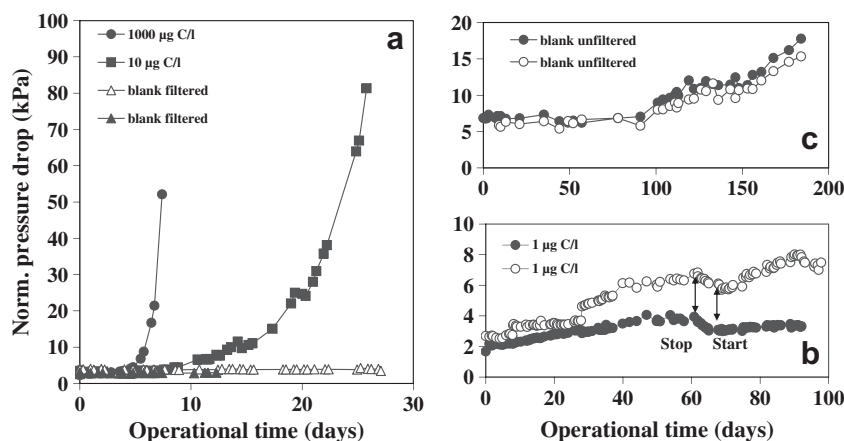 Norm. pressure drop (kPa)
100
90
80
70
60
50
40
30
20
10
0
1000 µg C/l
10 µg C/l
blank filtered
blank filtered
a
0
10
20
30
Operational time (days)
20
15
10
5
0
blank unfiltered
blank unfiltered
c
0
50
100
150
200
8
6
4
2
0
1 µg C/l
1 µg C/l
Stop
Start
b
0
20
40
60
80
100
Operational time (days)